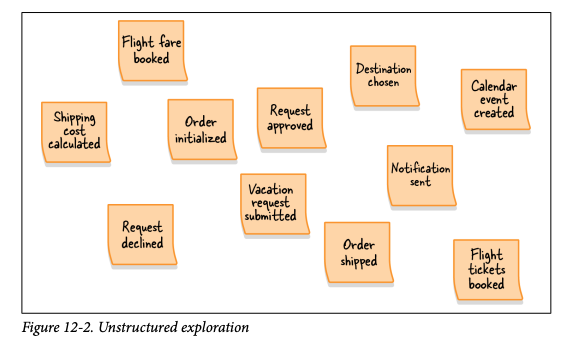 Flight fare
booked
Destination
chosen
Calendar
event
created
Shipping
cost
calculated
Order
initialized
Request
approved
Notification
sent
Vacation
request
submitted
Request
declined
Order
shipped
Flight
tickets
booked
Figure 12-2. Unstructured exploration